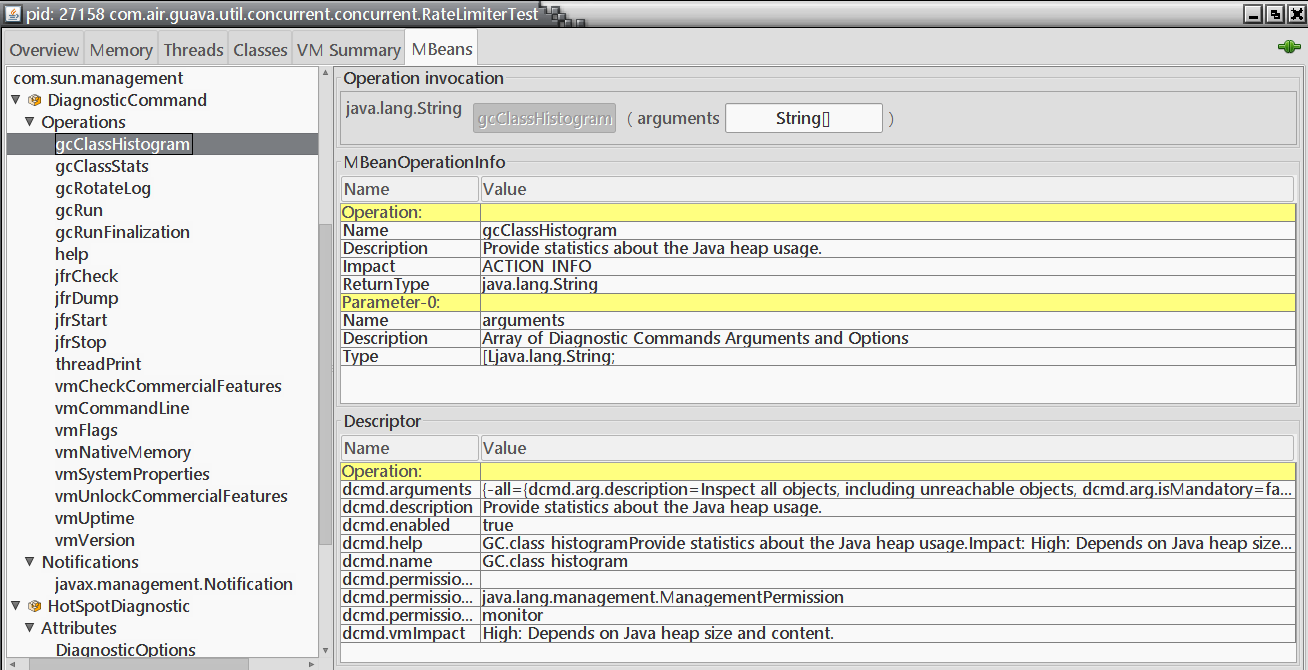 pid: 27158 com.air.guava.util.concurrent.concurrent.RateLimiterTest
Overview Memory Threads Classes VM Summary MBeans
com.sun.management
DiagnosticCommand
Operations
gcClassHistogram
gcClassStats
gcRotateLog
gcRun
gcRunFinalization
help
jfrCheck
jfrDump
jfrStart
jfrStop
threadPrint
vmCheckCommercialFeatures
vmCommandLine
vmFlags
vmNativeMemory
vmSystemProperties
vmUnlockCommercialFeatures
vmUptime
vmVersion
Notifications
javax.management.Notification
HotSpotDiagnostic
Attributes
DiagnosticOptions
Operation invocation
java.lang.String gcClassHistogram ( arguments String[] )
MBeanOperationInfo
Name Value
Operation:
Name gcClassHistogram
Description Provide statistics about the Java heap usage.
Impact ACTION_INFO
ReturnType java.lang.String
Parameter-0:
Name arguments
Description Array of Diagnostic Commands Arguments and Options
Type [Ljava.lang.String;
Descriptor
Name Value
Operation:
dcmd.arguments {-all={dcmd.arg.description=Inspect all objects, including unreachable objects, dcmd.arg.isMandatory=fa...
dcmd.description Provide statistics about the Java heap usage.
dcmd.enabled true
dcmd.help GC.class_histogramProvide statistics about the Java heap usage.Impact: High: Depends on Java heap size...
dcmd.name GC.class_histogram
dcmd.permissio...
dcmd.permissio... java.lang.management.ManagementPermission
dcmd.permissio... monitor
dcmd.vmImpact High: Depends on Java heap size and content.